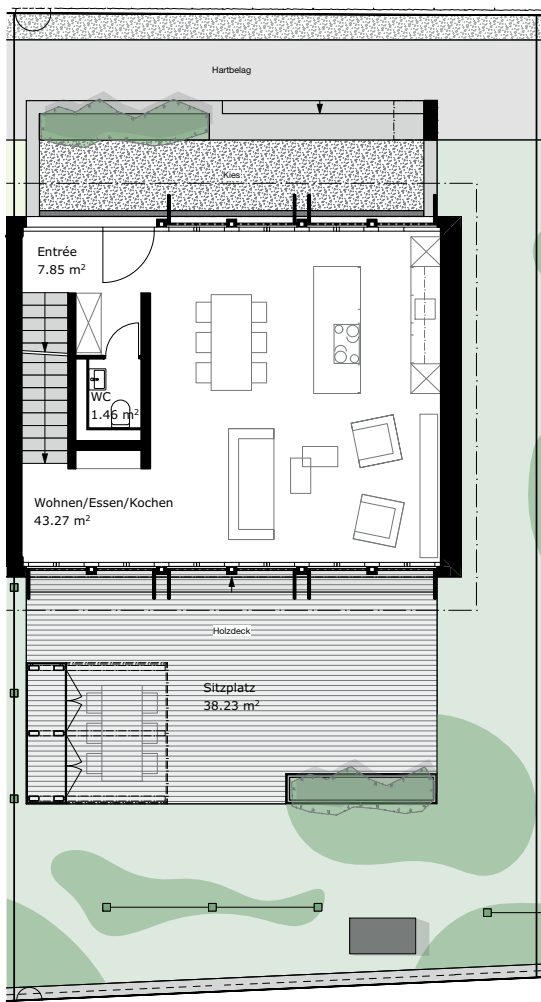 Hartbelag
Kies
Entrée
7.85 m²
WC
1.46 m²
Wohnen/Essen/Kochen
43.27 m²
Holzdeck
Sitzplatz
38.23 m²